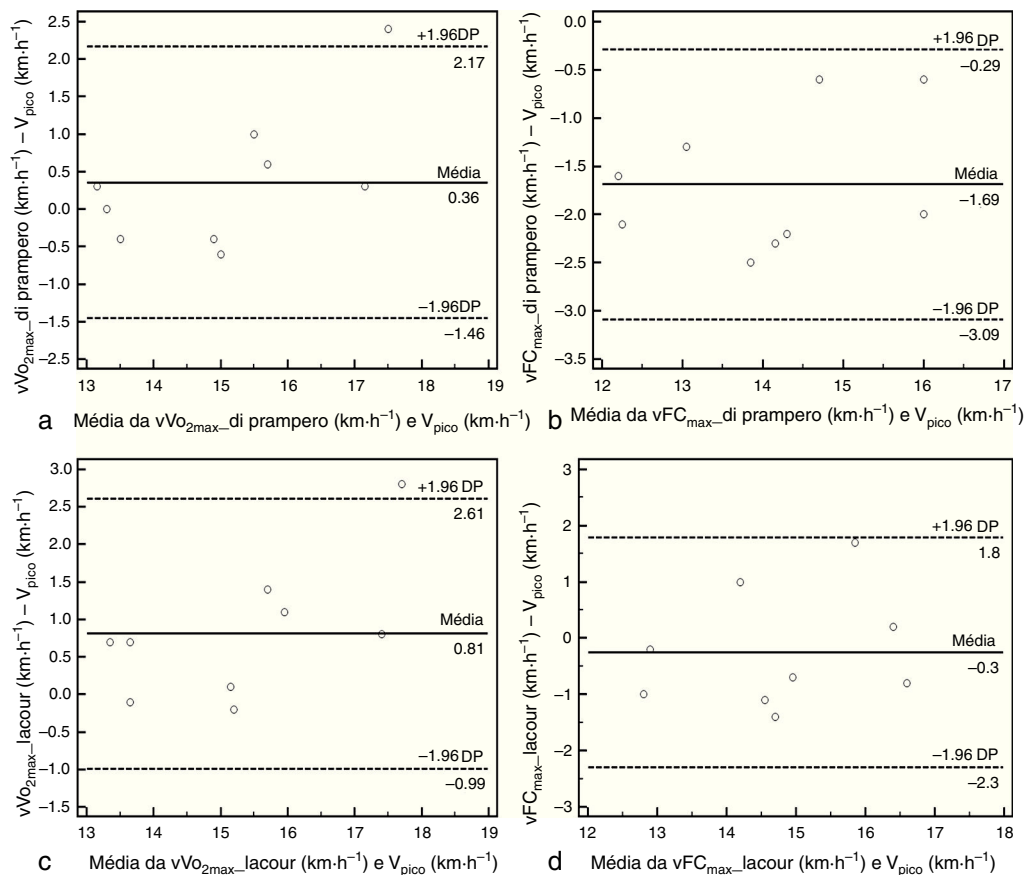 2.5
2.0
1.5
1.0
0.5
0.0
−0.5
−1.0
−1.5
−2.5
+1.96DP
2.17
Média
0.36
−1.96DP
−1.46
13 14 15 16 17 18 19
vVo2max_di prampero (km·h−1) – Vpico (km·h−1)
a Média da vVo2max_di prampero (km·h−1) e Vpico (km·h−1)
0.0
−0.5
−1.0
−1.5
−2.0
−2.5
−3.0
−3.5
+1.96 DP
−0.29
Média
−1.69
−1.96 DP
−3.09
12 13 14 15 16 17
vFCmax_di prampero (km·h−1) – Vpico (km·h−1)
b Média da vFCmax_di prampero (km·h−1) e Vpico (km·h−1)
3.0
2.5
2.0
1.5
1.0
0.5
0.0
−0.5
−1.0
−1.5
+1.96 DP
2.61
Média
0.81
−1.96 DP
−0.99
13 14 15 16 17 18 19
vVo2max_lacour (km·h−1) – Vpico (km·h−1)
c Média da vVo2max_lacour (km·h−1) e Vpico (km·h−1)
3
2
1
0
−1
−2
−3
+1.96 DP
1.8
Média
−0.3
−1.96 DP
−2.3
12 13 14 15 16 17 18
vFCmax_lacour (km·h−1) – Vpico (km·h−1)
d Média da vFCmax_lacour (km·h−1) e Vpico (km·h−1)